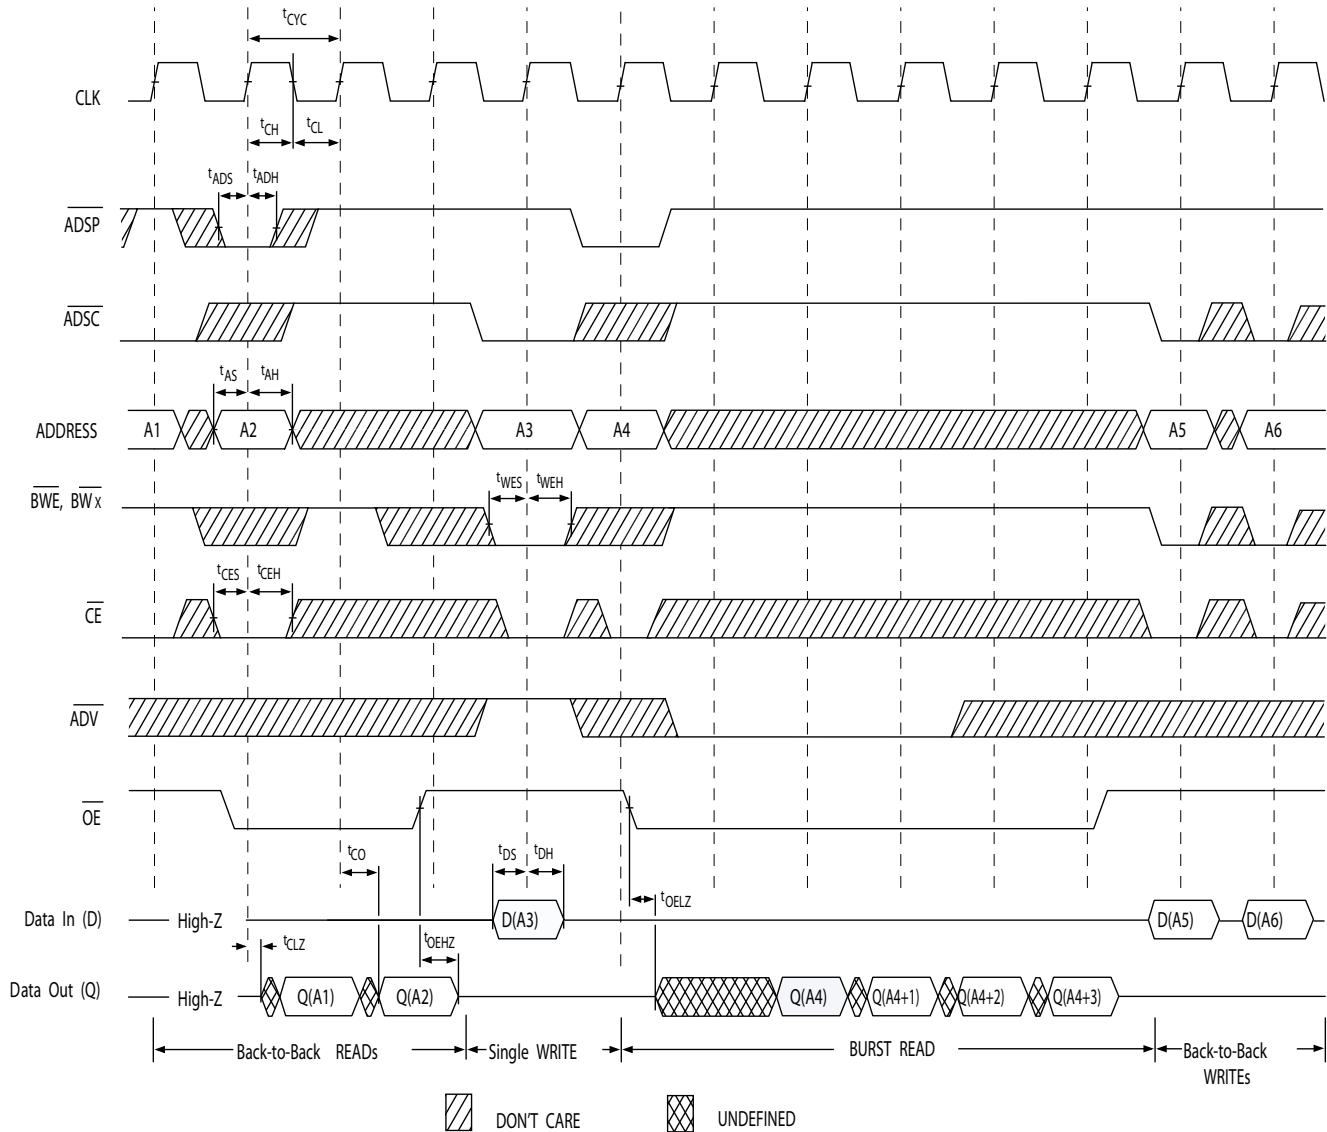 tCYC
CLK
tCH
tCL
tADS
tADH
ADSP
ADSC
tAS
tAH
ADDRESS
A1
A2
A3
A4
A5
A6
BWE, BWX
tWES
tWEH
tCES
tCEH
CE
ADV
OE
tCO
tDS
tDH
tOELZ
Data In (D)
High-Z
D(A3)
D(A5)
D(A6)
tCLZ
tOEHZ
Data Out (Q)
High-Z
Q(A1)
Q(A2)
Q(A4)
Q(A4+1)
Q(A4+2)
Q(A4+3)
Back-to-Back READs
Single WRITE
BURST READ
Back-to-Back
WRITEs
DON'T CARE
UNDEFINED